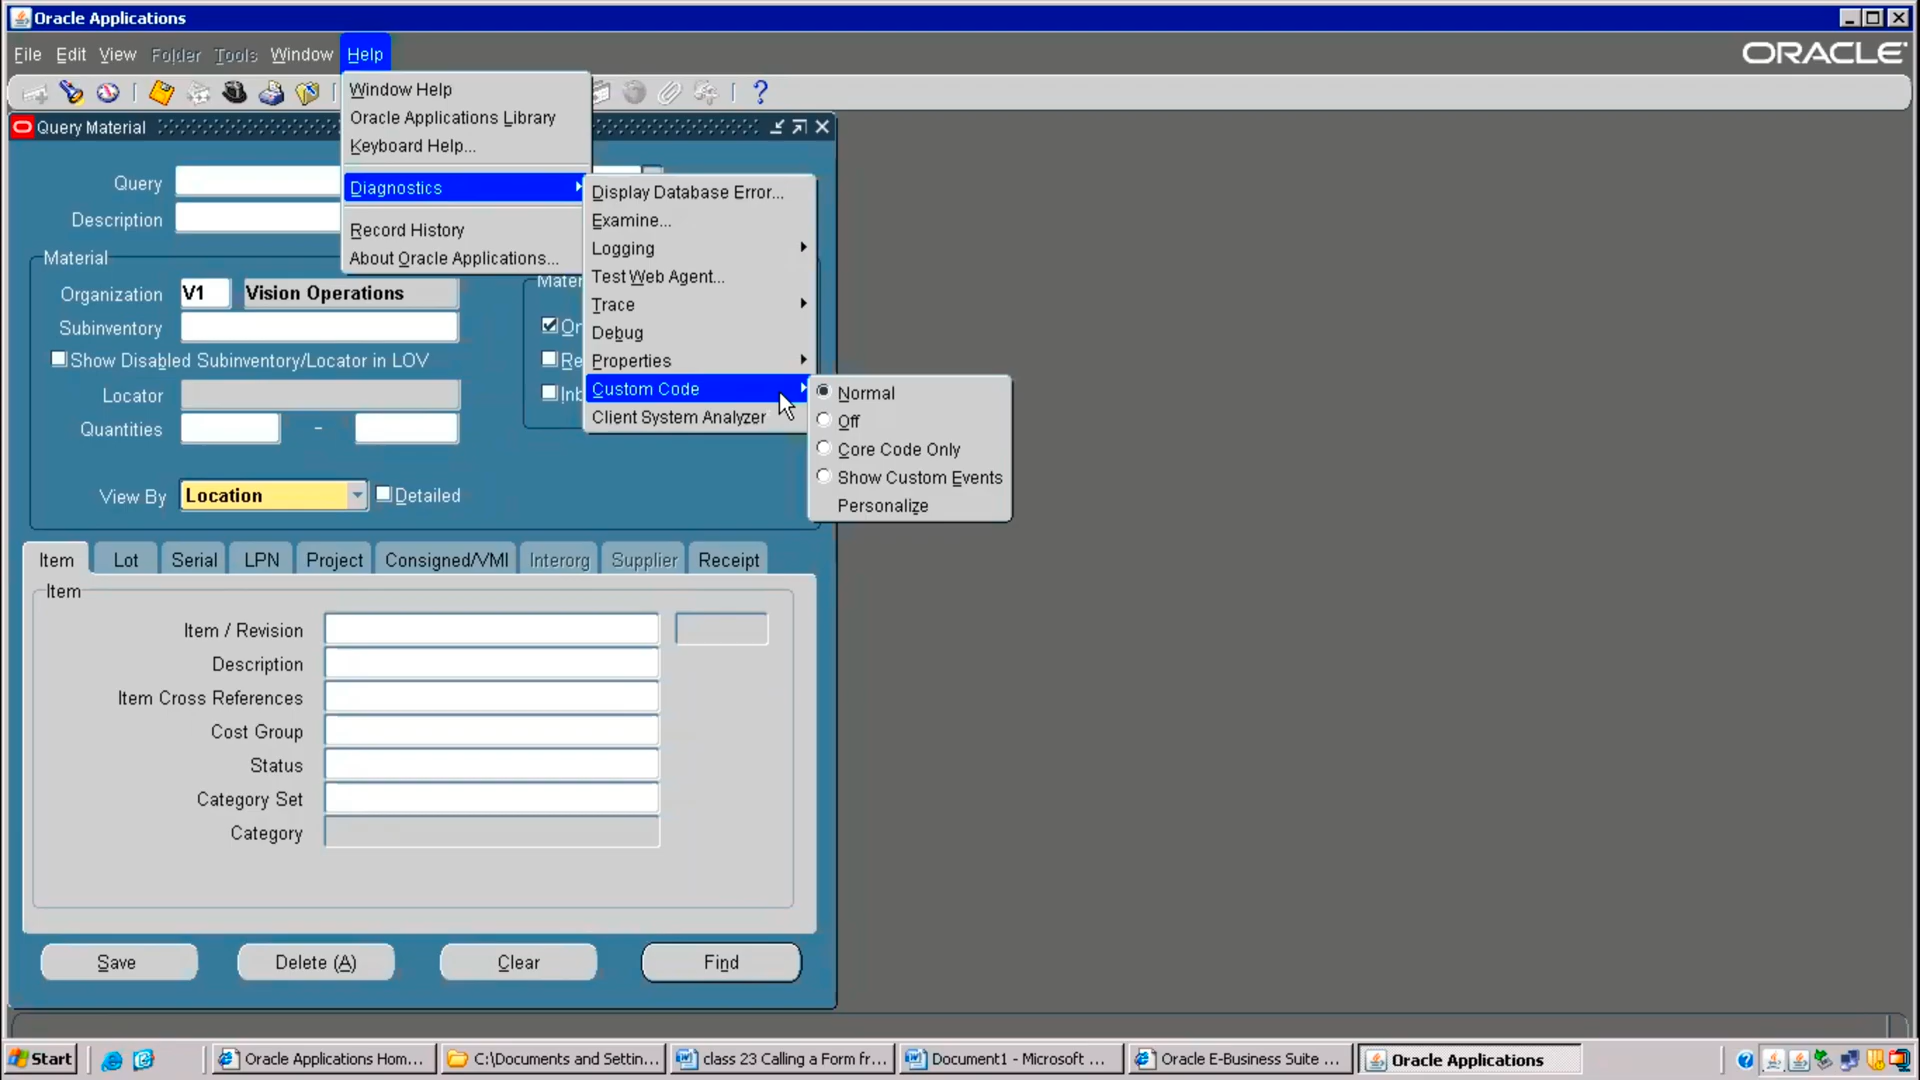 Oracle Applications
File Edit View Folder Tools Window Help
ORACLE
Window Help
Oracle Applications Library
Keyboard Help...
Diagnostics
Record History
About Oracle Applications...
Display Database Error...
Examine...
Logging
Test Web Agent...
Trace
Debug
Properties
Custom Code
Client System Analyzer
Normal
Off
Core Code Only
Show Custom Events
Personalize
Query Material
Query
Description
Material
Organization V1 Vision Operations
Subinventory
Show Disabled Subinventory/Locator in LOV
Locator
Quantities -
View By Location Detailed
Item Lot Serial LPN Project Consigned/VMI Interorg Supplier Receipt
Item
Item / Revision
Description
Item Cross References
Cost Group
Status
Category Set
Category
Save Delete (A) Clear Find
Start Oracle Applications Hom... C:\Documents and Settin... class 23 Calling a Form fr... Document1 - Microsoft ... Oracle E-Business Suite ... Oracle Applications